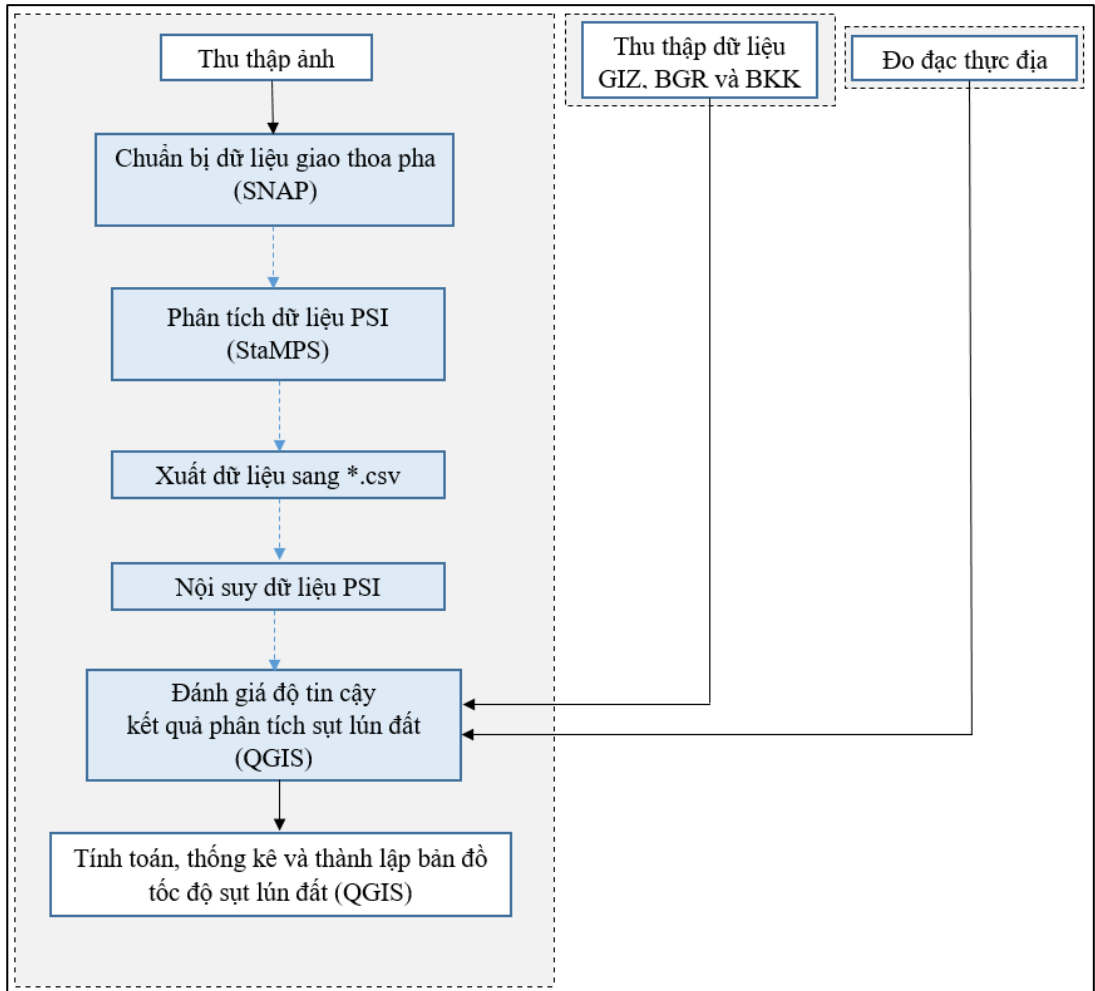 Thu thập ảnh
Thu thập dữ liệu
GIZ, BGR và BKK
Đo đạc thực địa
Chuẩn bị dữ liệu giao thoa pha
(SNAP)
Phân tích dữ liệu PSI
(StaMPS)
Xuất dữ liệu sang *.csv
Nội suy dữ liệu PSI
Đánh giá độ tin cậy
kết quả phân tích sụt lún đất
(QGIS)
Tính toán, thống kê và thành lập bản đồ
tốc độ sụt lún đất (QGIS)